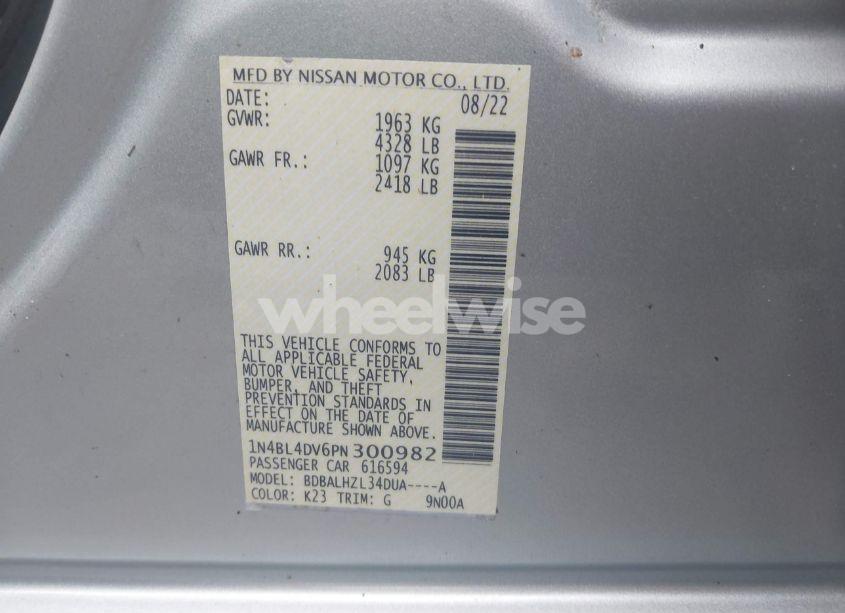 MFD BY NISSAN MOTOR CO., LTD.
DATE: 08/22
GVWR: 1963 KG
4328 LB
GAWR FR.: 1097 KG
2418 LB
GAWR RR.: 945 KG
2083 LB
wheelwise
THIS VEHICLE CONFORMS TO
ALL APPLICABLE FEDERAL
MOTOR VEHICLE SAFETY,
BUMPER, AND THEFT
PREVENTION STANDARDS IN
EFFECT ON THE DATE OF
MANUFACTURE SHOWN ABOVE.
1N4BL4DV6PN300982
PASSENGER CAR 616594
MODEL: BDBALHZL34DUA----A
COLOR: K23 TRIM: G 9N00A